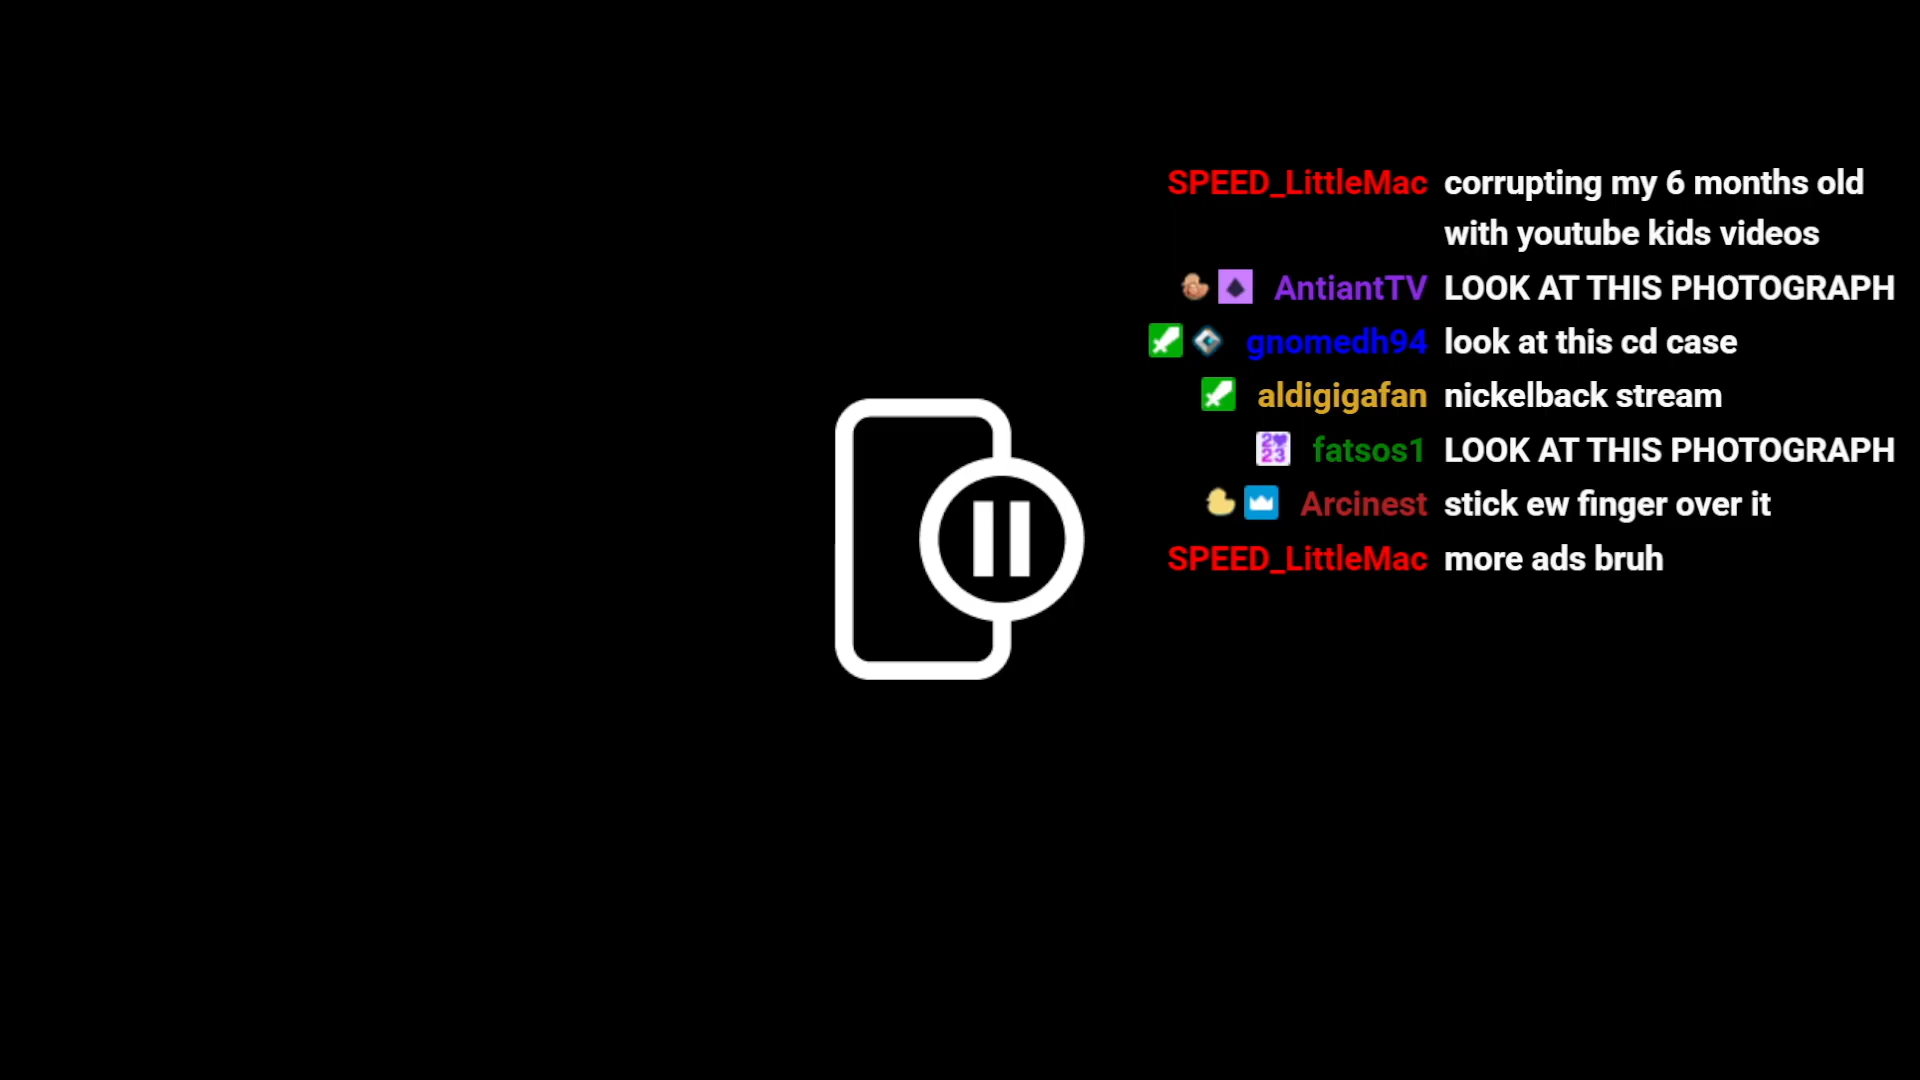 SPEED_LittleMac corrupting my 6 months old
with youtube kids videos
AntiantTV LOOK AT THIS PHOTOGRAPH
gnomedh94 look at this cd case
aldigigafan nickelback stream
2 23 fatsos1 LOOK AT THIS PHOTOGRAPH
Arcinest stick ew finger over it
SPEED_LittleMac more ads bruh